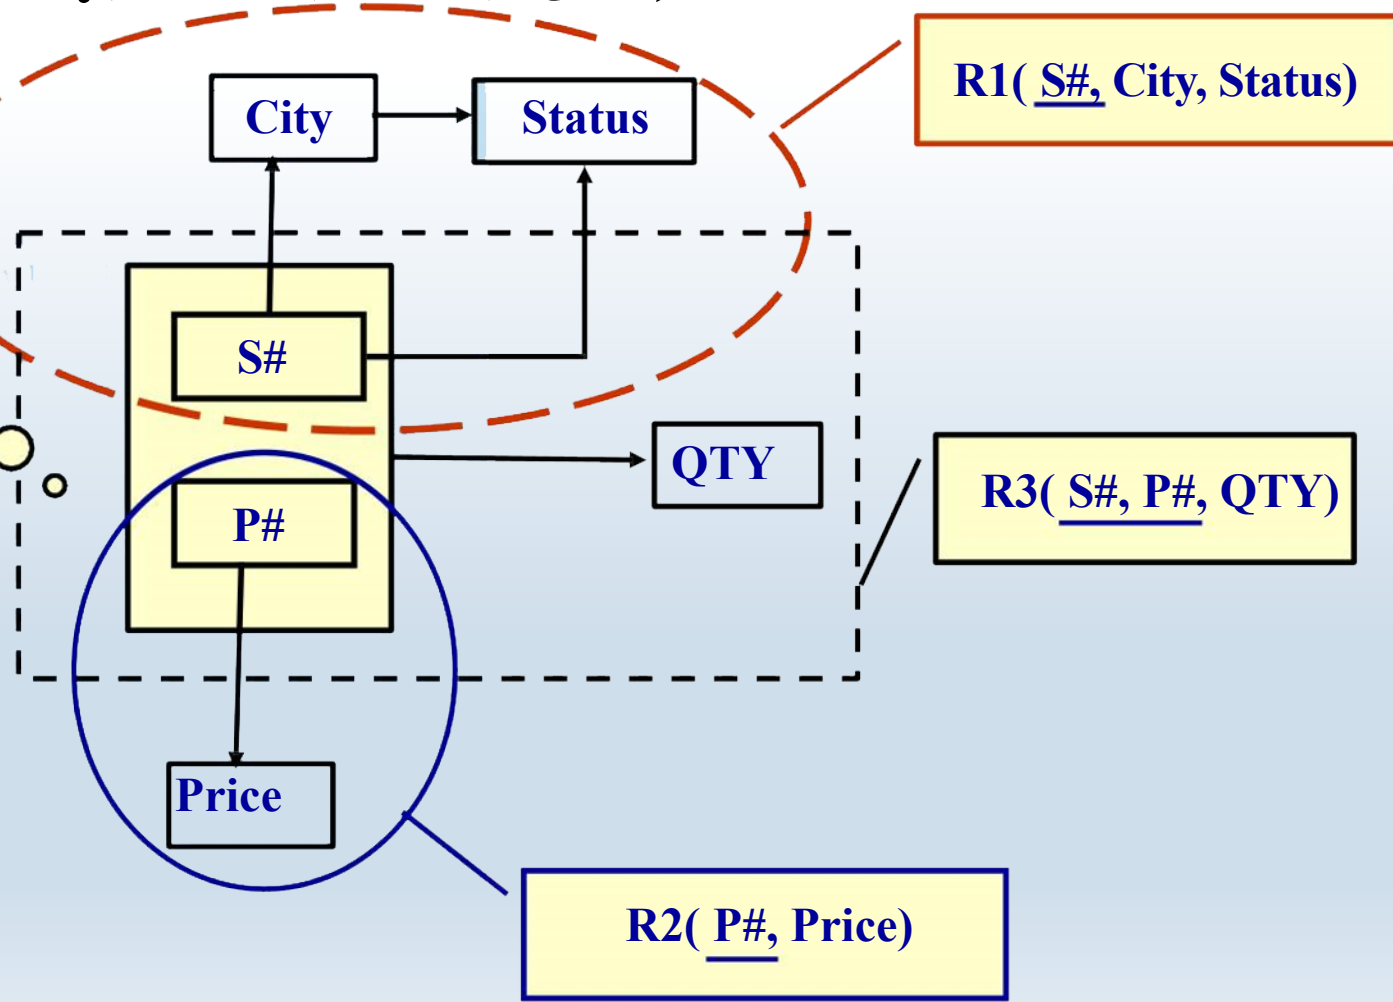 R1( S#, City, Status)
City
Status
S#
QTY
R3( S#, P#, QTY)
P#
Price
R2( P#, Price)